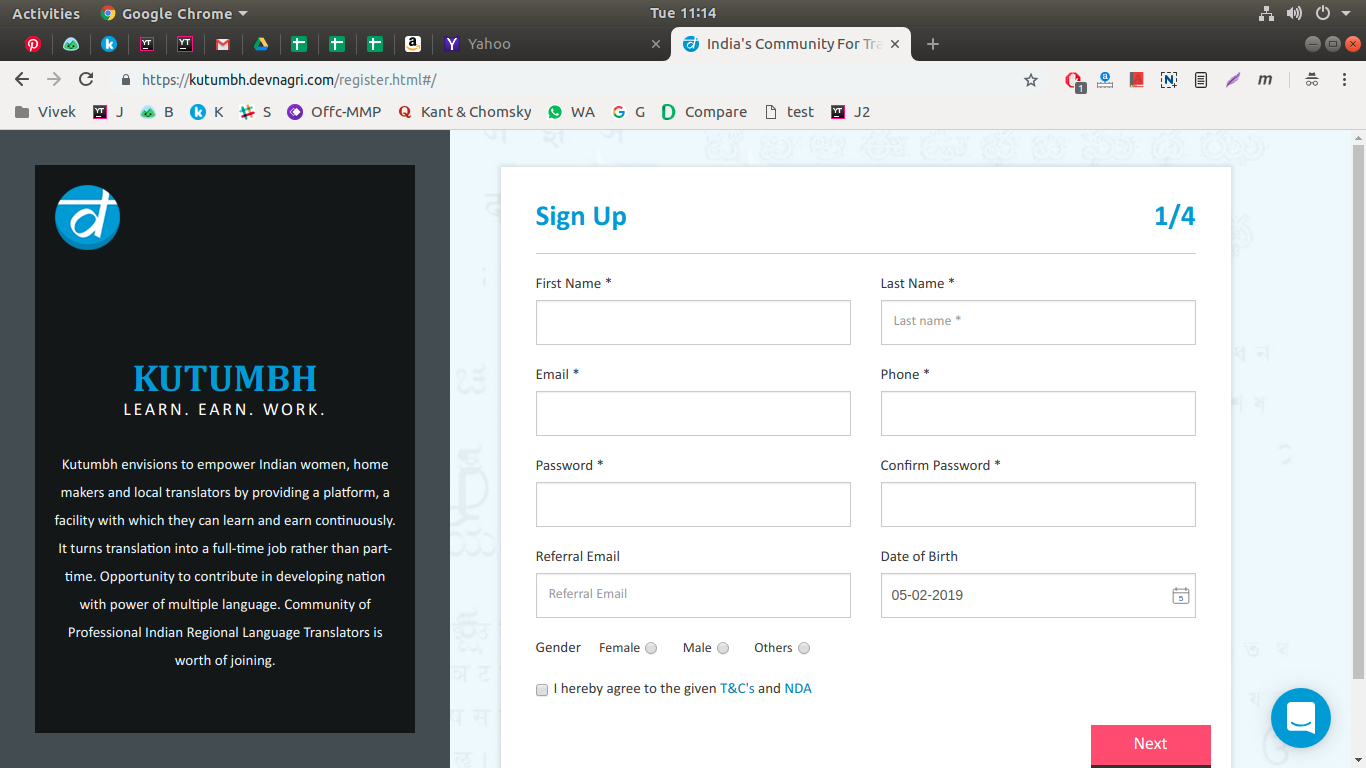 Activities
Google Chrome
Tue 11:14
Yahoo
India's Community For Tra
https://kutumbh.devnagri.com/register.html#/
1
Vivek
J
B
K
S
Offc-MMP
Kant & Chomsky
WA
G
Compare
test
J2
KUTUMBH
LEARN. EARN. WORK.
Kutumbh envisions to empower Indian women, home
makers and local translators by providing a platform, a
facility with which they can learn and earn continuously.
It turns translation into a full-time job rather than part-
time. Opportunity to contribute in developing nation
with power of multiple language. Community of
Professional Indian Regional Language Translators is
worth of joining.
Sign Up
1/4
First Name *
Last Name *
Last name *
Email *
Phone *
Password *
Confirm Password *
Referral Email
Date of Birth
Referral Email
05-02-2019
5
Gender Female Male Others
I hereby agree to the given T&C's and NDA
Next